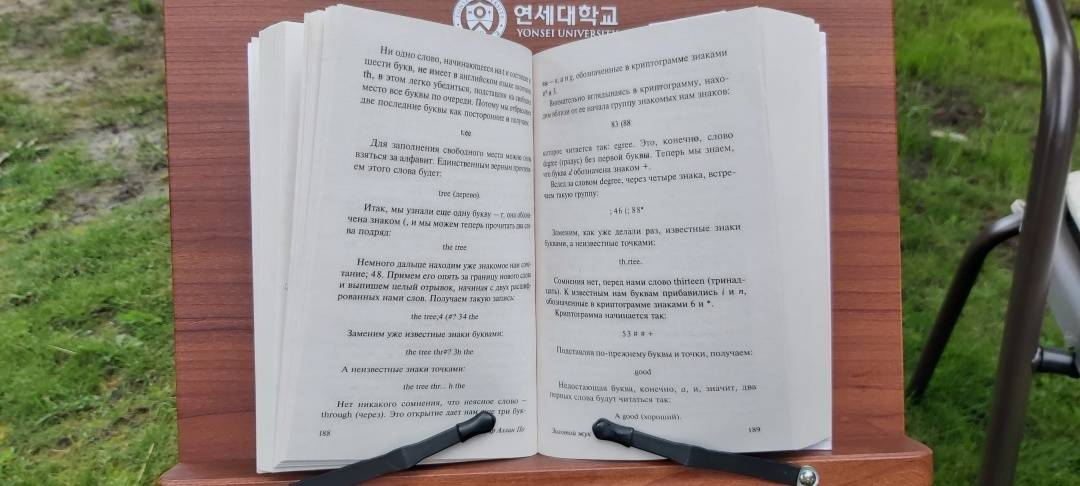 연세대학교
YONSEI UNIVERSITY
Ни одно слово, начинающееся на t и состоящее из
шести букв, не имеет в английском языке окончания
th, в этом легко убедиться, подставляя на свободное
место все буквы по очереди. Потому мы отбрасываем
две последние буквы как посторонние и получаем:
t.ee
Для заполнения свободного места можно снова
взяться за алфавит. Единственным верным прочтени-
ем этого слова будет:
tree (дерево).
Итак, мы узнали еще одну букву — r, она обозна-
чена знаком (, и мы можем теперь прочитать два сло-
ва подряд:
the tree
Немного дальше находим уже знакомое нам соче-
тание; 48. Примем его опять за границу нового слова
и выпишем целый отрывок, начиная с двух расшиф-
рованных нами слов. Получаем такую запись:
the tree,4 (#? 34 the
Заменим уже известные знаки буквами:
the tree thr#? 3h the
А неизвестные знаки точками:
the tree thr... h the
Нет никакого сомнения, что неясное слово —
through (через). Это открытие дает нам еще три бук-
188
Аллан По
вы — o, u и g, обозначенные в криптограмме знаками
и 3.
Внимательно вглядываясь в криптограмму, нахо-
дим вблизи от ее начала группу знакомых нам знаков:
83 (88
которое читается так: egree. Это, конечно, слово
degree (градус) без первой буквы. Теперь мы знаем,
что буква d обозначена знаком +.
Вслед за словом degree, через четыре знака, встре-
чаем такую группу:
; 46 (; 88*
Заменим, как уже делали раз, известные знаки
буквами, а неизвестные точками:
th.rtee.
Сомнения нет, перед нами слово thirteen (тринад-
цать). К известным нам буквам прибавились i и n,
обозначенные в криптограмме знаками 6 и *.
Криптограмма начинается так:
53 # # +
Подставляя по-прежнему буквы и точки, получаем:
.good
Недостающая буква, конечно, a, и, значит, два
первых слова будут читаться так:
A good (хороший).
Золотой жук
189